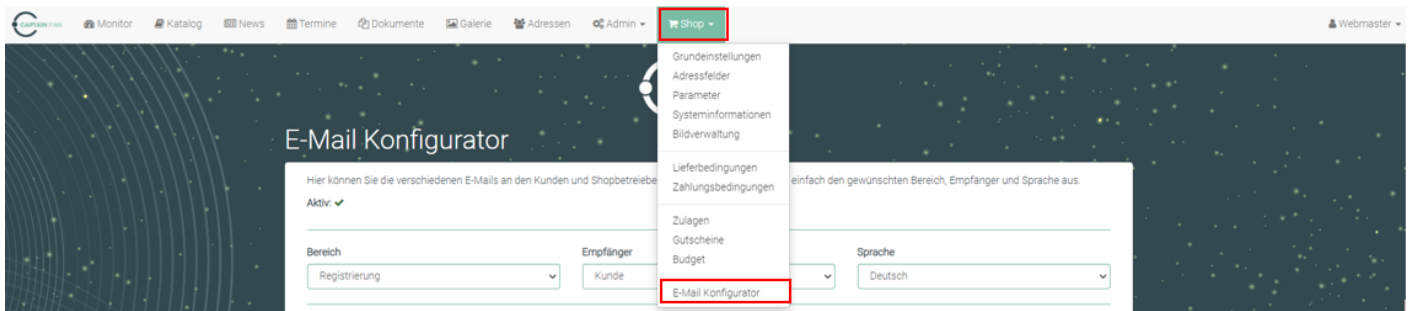 CAPTAIN FAN
Monitor
Katalog
News
Termine
Dokumente
Galerie
Adressen
Admin
Shop
Webmaster
Grundeinstellungen
Adressfelder
Parameter
Systeminformationen
Bildverwaltung
Lieferbedingungen
Zahlungsbedingungen
Zulagen
Gutscheine
Budget
E-Mail Konfigurator
E-Mail Konfigurator
Hier können Sie die verschiedenen E-Mails an den Kunden und Shopbetreibe einfach den gewünschten Bereich, Empfänger und Sprache aus.
Aktiv: ✔
Bereich
Empfänger
Sprache
Registrierung
Kunde
Deutsch